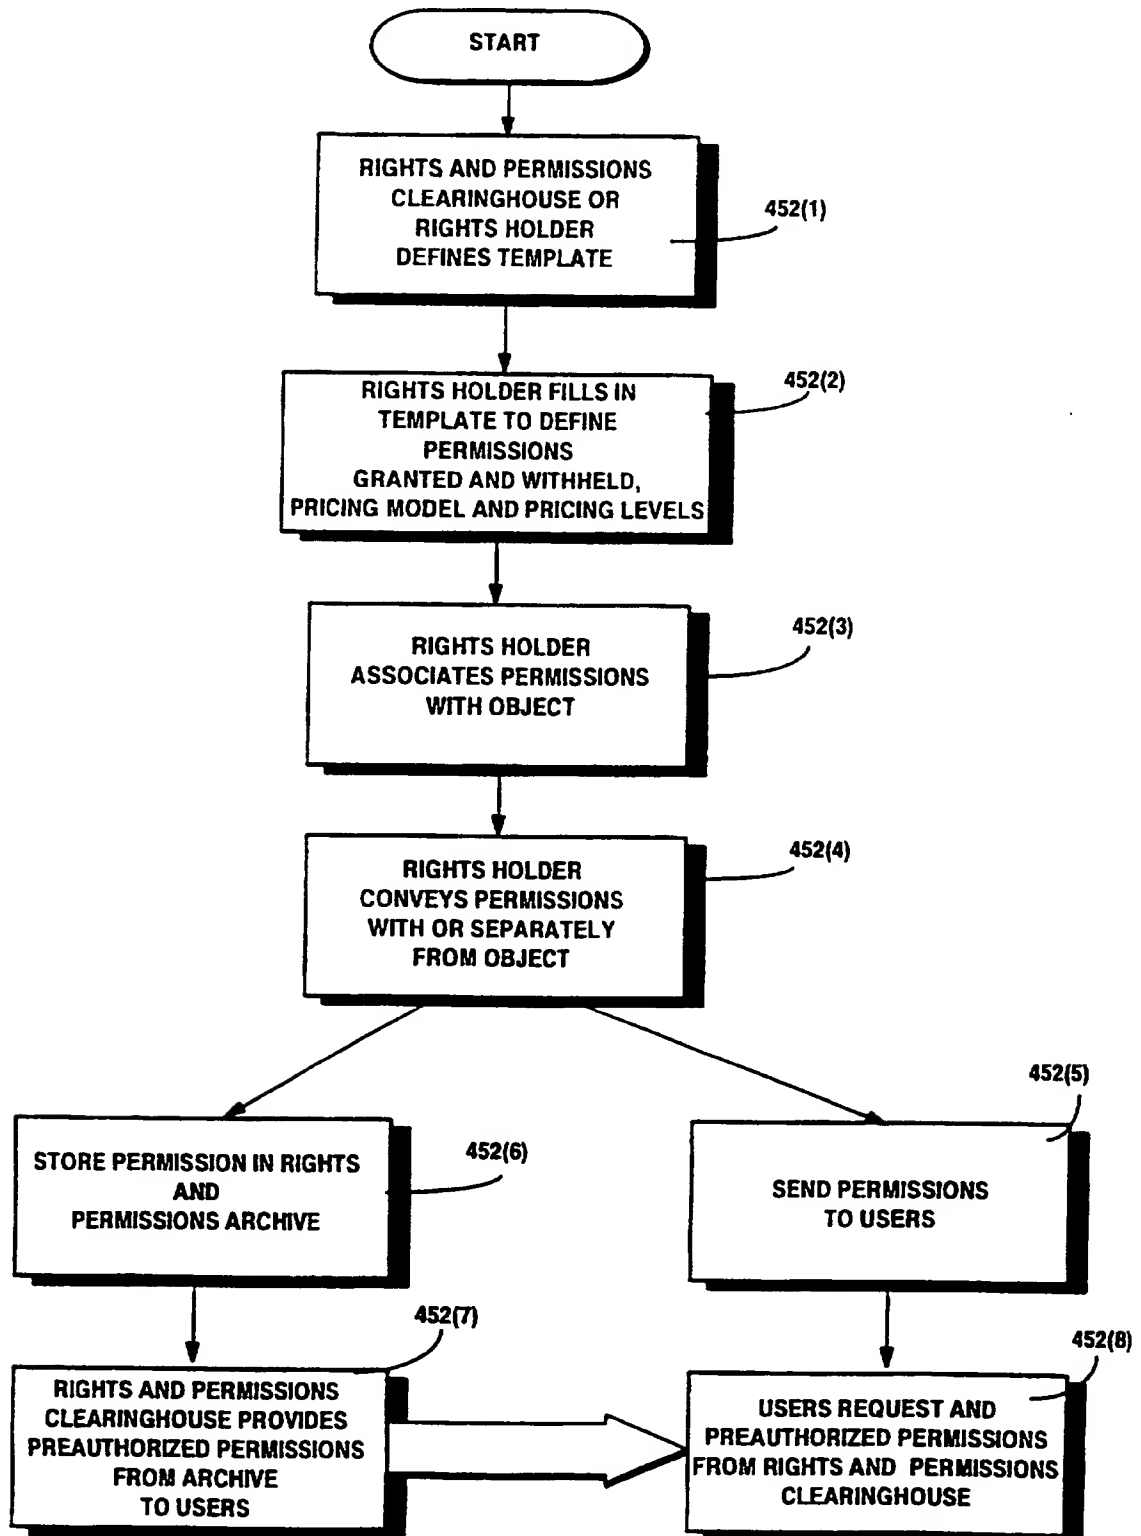 START
RIGHTS AND PERMISSIONS
CLEARINGHOUSE OR
RIGHTS HOLDER
DEFINES TEMPLATE
452(1)
RIGHTS HOLDER FILLS IN
TEMPLATE TO DEFINE
PERMISSIONS
GRANTED AND WITHHELD,
PRICING MODEL AND PRICING LEVELS
452(2)
RIGHTS HOLDER
ASSOCIATES PERMISSIONS
WITH OBJECT
452(3)
RIGHTS HOLDER
CONVEYS PERMISSIONS
WITH OR SEPARATELY
FROM OBJECT
452(4)
STORE PERMISSION IN RIGHTS
AND
PERMISSIONS ARCHIVE
452(6)
SEND PERMISSIONS
TO USERS
452(5)
RIGHTS AND PERMISSIONS
CLEARINGHOUSE PROVIDES
PREAUTHORIZED PERMISSIONS
FROM ARCHIVE
TO USERS
452(7)
USERS REQUEST AND
PREAUTHORIZED PERMISSIONS
FROM RIGHTS AND PERMISSIONS
CLEARINGHOUSE
452(8)